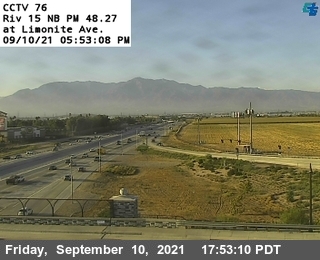 CCTV 76
Riv 15 NB PM 48.27
at Limonite Ave.
09/10/21 05:53:08 PM
Friday, September 10, 2021 17:53:10 PDT